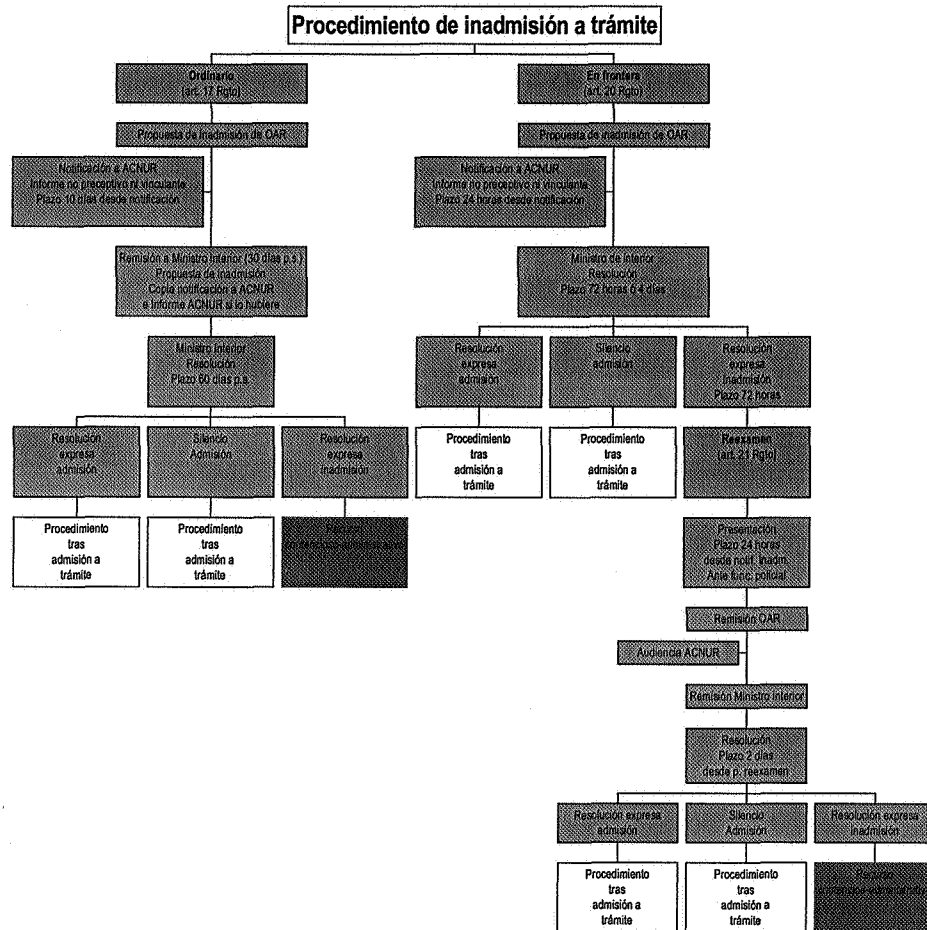 Procedimiento de inadmisión a trámite
Ordinario
(art. 17 Rgto)
Propuesta de inadmisión de OAR
Notificación a ACNUR
Informe no preceptivo ni vinculante
Plazo 10 días desde notificación
Remisión a Ministro Interior (30 días p.s.)
Propuesta de inadmisión
Copia notificación a ACNUR
e Informe ACNUR si lo hubiere
Ministro Interior
Resolución
Plazo 60 días p.s.
Resolución
expresa
admisión
Silencio
Admisión
Resolución
expresa
inadmisión
Procedimiento
tras
admisión a
trámite
Procedimiento
tras
admisión a
trámite
Recurso
contencioso-administrativo
En frontera
(art. 20 Rgto)
Propuesta de inadmisión de OAR
Notificación a ACNUR
Informe no preceptivo ni vinculante
Plazo 24 horas desde notificación
Ministro de Interior
Resolución
Plazo 72 horas ó 4 días
Resolución
expresa
admisión
Silencio
admisión
Resolución
expresa
inadmisión
Plazo 72 horas
Procedimiento
tras
admisión a
trámite
Procedimiento
tras
admisión a
trámite
Reexamen
(art. 21 Rgto)
Presentación
Plazo 24 horas
desde notif. inadm.
Ante func. policial
Remisión OAR
Audiencia ACNUR
Remisión Ministro Interior
Resolución
Plazo 2 días
desde p. reexamen
Resolución expresa
admisión
Silencio
Admisión
Resolución expresa
inadmisión
Procedimiento
tras
admisión a
trámite
Procedimiento
tras
admisión a
trámite
Recurso